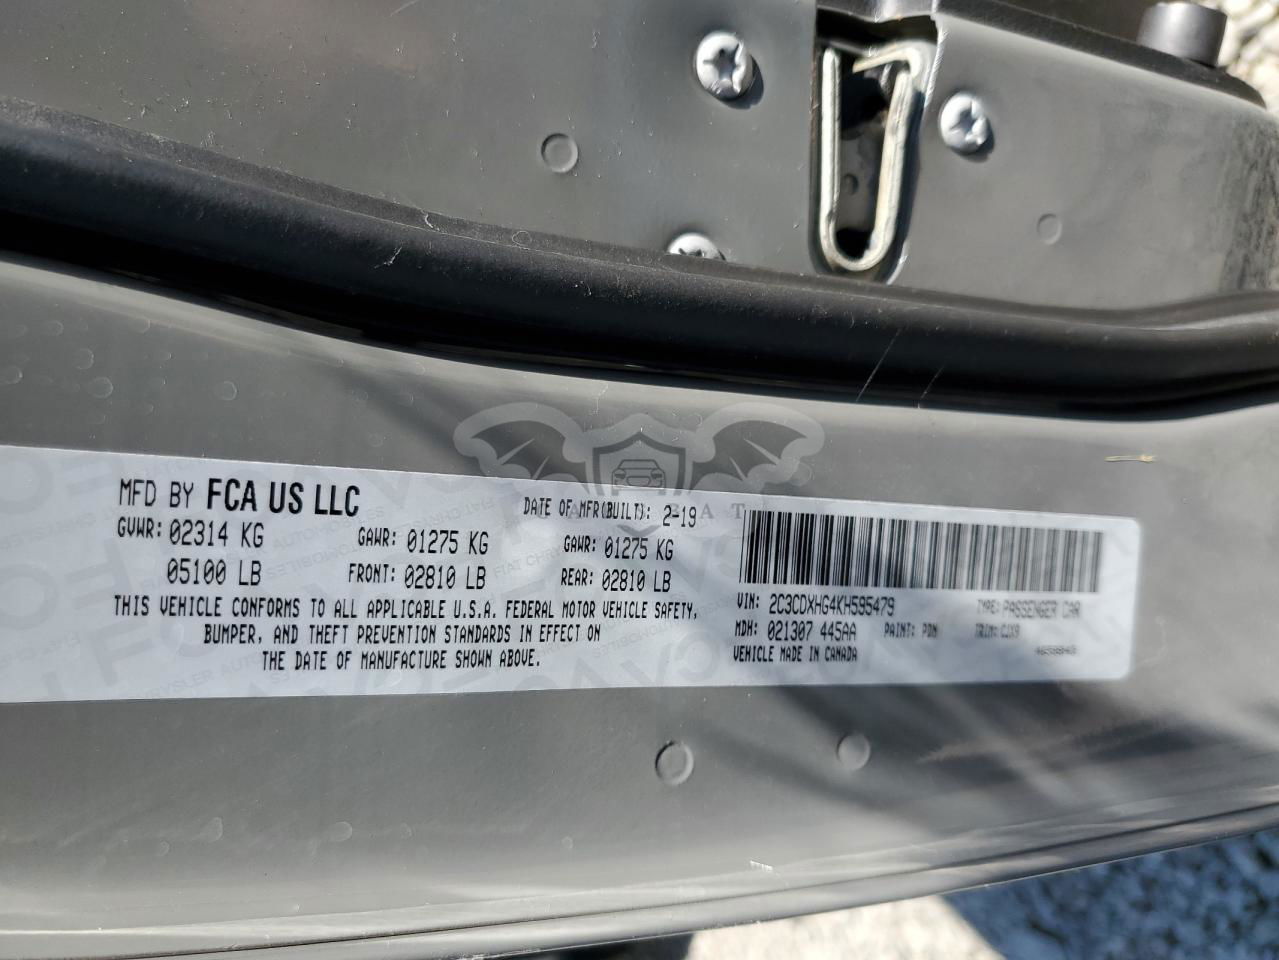 MFD BY FCA US LLC
DATE OF MFR(BUILT): 2-19
GVWR: 02314 KG GAWR: 01275 KG GAWR: 01275 KG
05100 LB FRONT: 02810 LB REAR: 02810 LB
THIS VEHICLE CONFORMS TO ALL APPLICABLE U.S.A. FEDERAL MOTOR VEHICLE SAFETY,
BUMPER, AND THEFT PREVENTION STANDARDS IN EFFECT ON
THE DATE OF MANUFACTURE SHOWN ABOVE.
VIN: 2C3CDXHG4KH595479 TYPE: PASSENGER CAR
MDH: 021307 445AA PAINT: PDN TRIM: CJX9
VEHICLE MADE IN CANADA